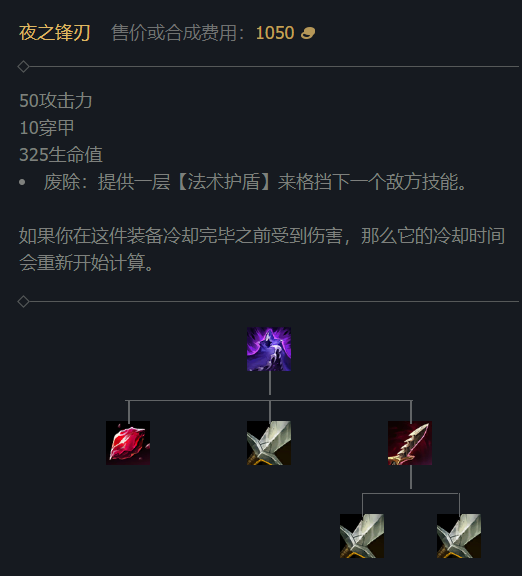 夜之锋刃 售价或合成费用：1050
50攻击力
10穿甲
325生命值
• 废除：提供一层【法术护盾】来格挡下一个敌方技能。
如果你在这件装备冷却完毕之前受到伤害，那么它的冷却时间
会重新开始计算。